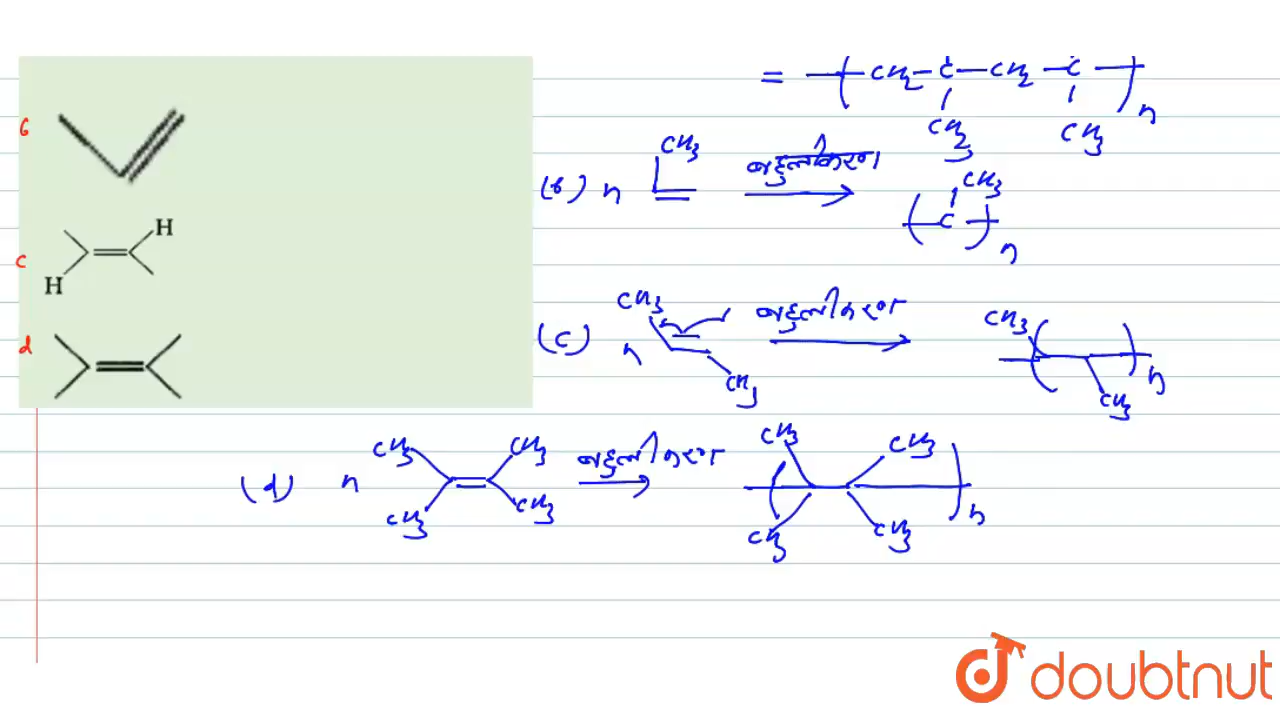 = ( CH2 - C - CH2 - C )n
CH3 CH3
b
CH3
(b) n बहुलीकरण
CH3
( C )n
H
c
H
CH3
(c) n बहुलीकरण
CH3
CH3 ( )n
CH3
d
(d) n CH3 CH3
CH3 CH3
बहुलीकरण
CH3 CH3
CH3 CH3
n
doubtnut